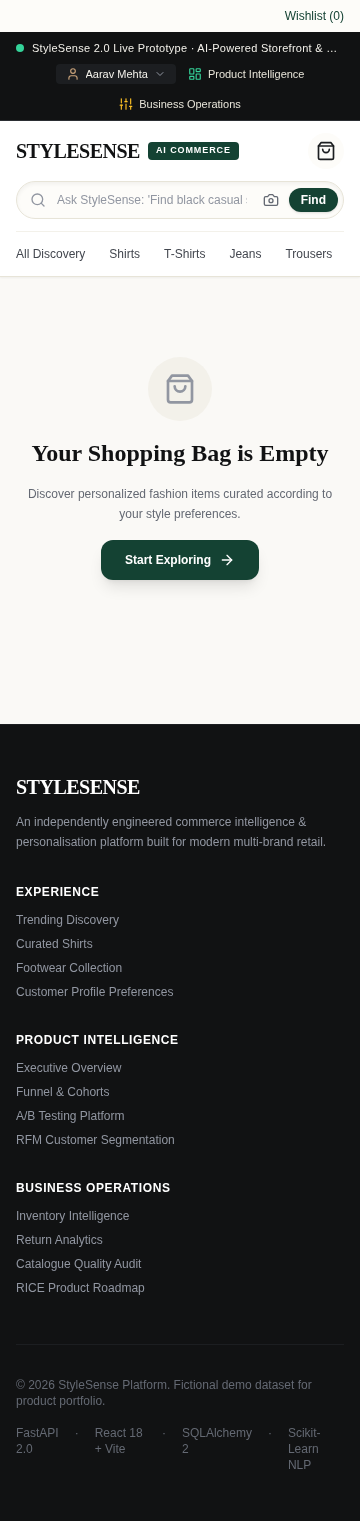 Wishlist (0)
StyleSense 2.0 Live Prototype · AI-Powered Storefront & ...
Aarav Mehta
Product Intelligence
Business Operations
STYLESENSE AI COMMERCE
Ask StyleSense: 'Find black casual Find
All Discovery Shirts T-Shirts Jeans Trousers
Your Shopping Bag is Empty
Discover personalized fashion items curated according to
your style preferences.
Start Exploring
STYLESENSE
An independently engineered commerce intelligence &
personalisation platform built for modern multi-brand retail.
EXPERIENCE
Trending Discovery
Curated Shirts
Footwear Collection
Customer Profile Preferences
PRODUCT INTELLIGENCE
Executive Overview
Funnel & Cohorts
A/B Testing Platform
RFM Customer Segmentation
BUSINESS OPERATIONS
Inventory Intelligence
Return Analytics
Catalogue Quality Audit
RICE Product Roadmap
© 2026 StyleSense Platform. Fictional demo dataset for
product portfolio.
FastAPI 2.0 · React 18 + Vite · SQLAlchemy 2 · Scikit-Learn NLP